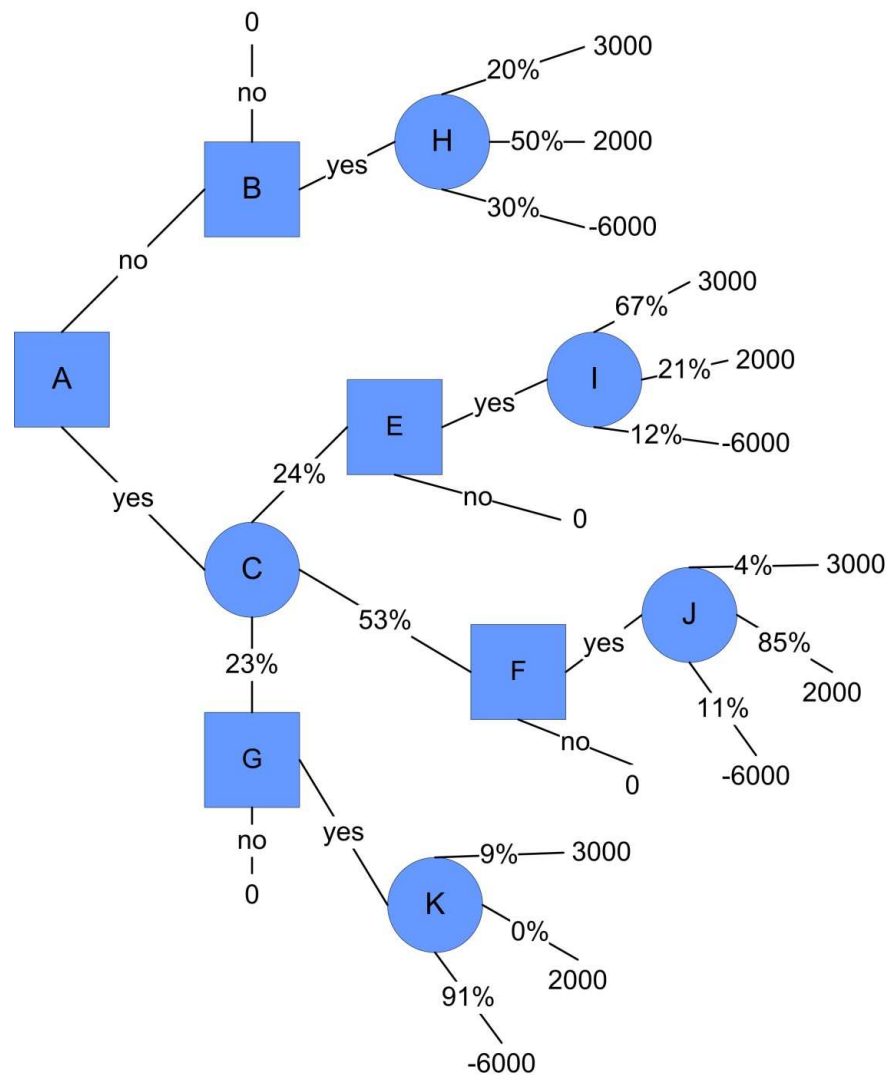 0
no
B
yes
H
20%
3000
50%
2000
30%
-6000
no
A
yes
C
24%
E
yes
I
67%
3000
21%
2000
12%
-6000
no
0
53%
F
yes
J
4%
3000
85%
2000
11%
-6000
no
0
23%
G
no
0
yes
K
9%
3000
0%
2000
91%
-6000